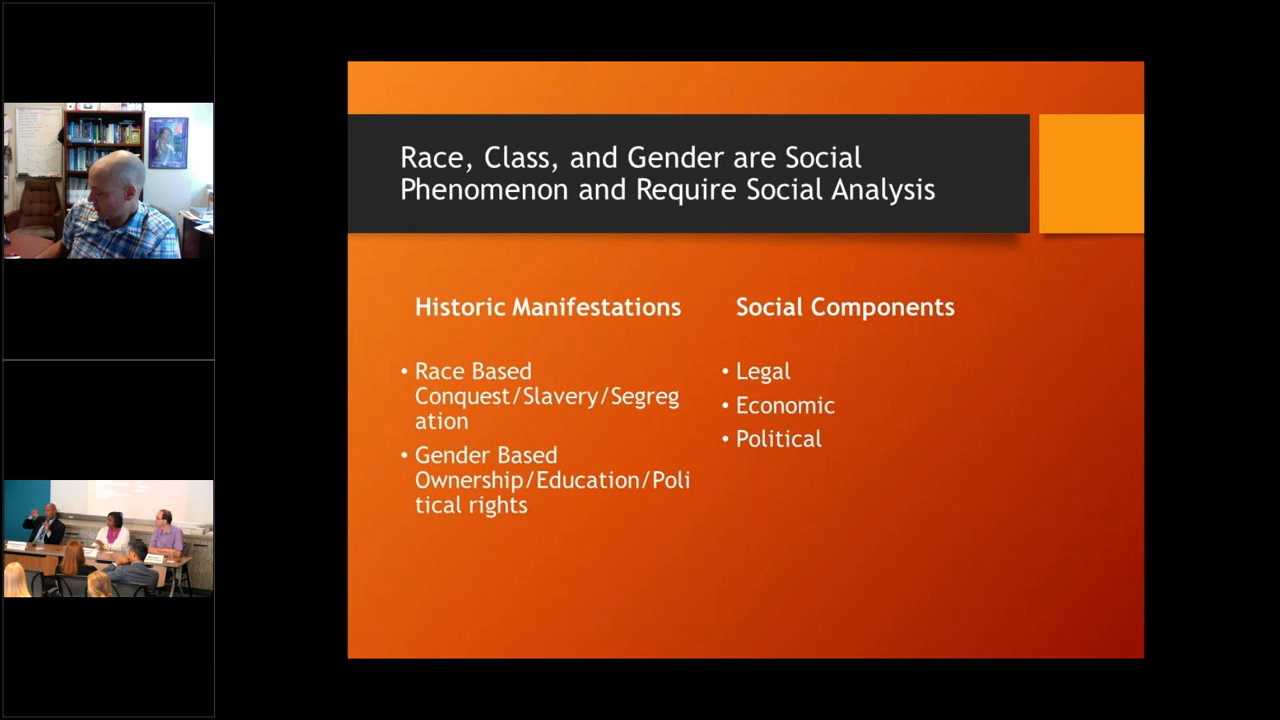 Race, Class, and Gender are Social
Phenomenon and Require Social Analysis
Historic Manifestations
• Race Based
Conquest/Slavery/Segreg
ation
• Gender Based
Ownership/Education/Poli
tical rights
Social Components
• Legal
• Economic
• Political